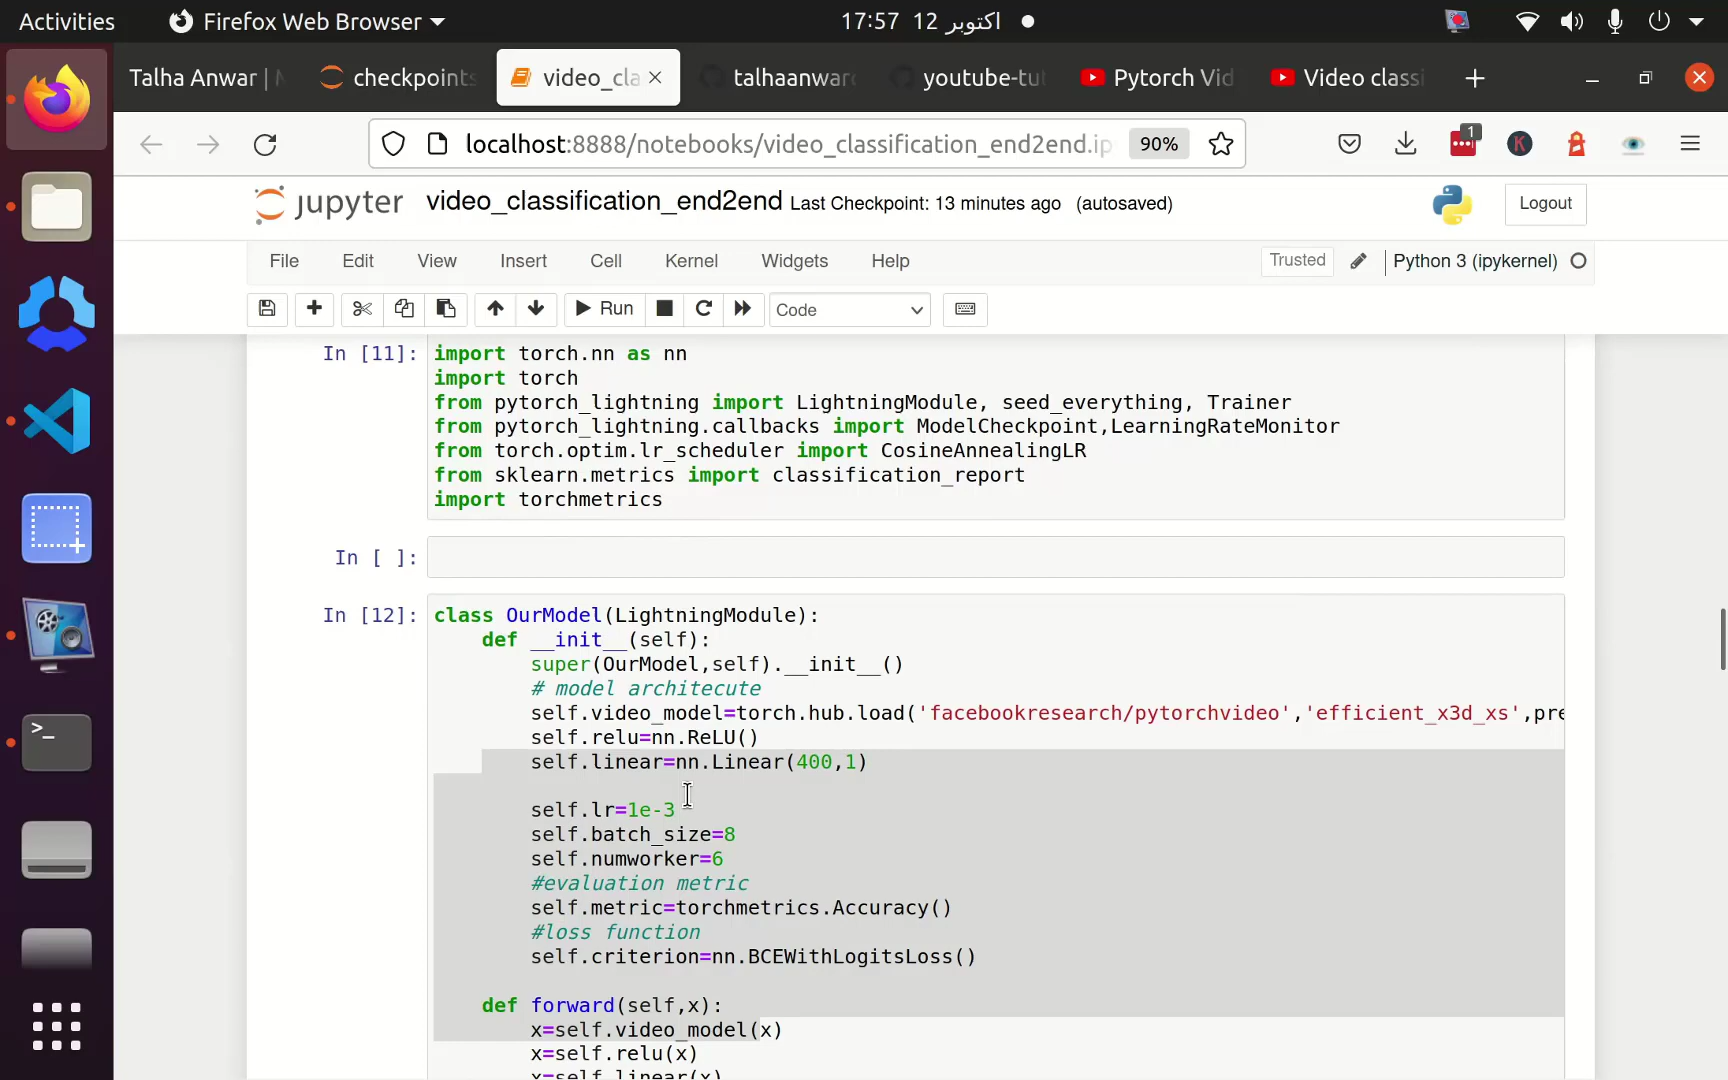 Activities
Firefox Web Browser
17:57 12 اکتوبر
Talha Anwar |
checkpoints
video_cla
talhaanwar
youtube-tut
Pytorch Vid
Video classi
localhost:8888/notebooks/video_classification_end2end.ip
90%
1
K
jupyter
video_classification_end2end Last Checkpoint: 13 minutes ago (autosaved)
Logout
File Edit View Insert Cell Kernel Widgets Help
Trusted
Python 3 (ipykernel)
Run
Code
In [11]:
import torch.nn as nn
import torch
from pytorch_lightning import LightningModule, seed_everything, Trainer
from pytorch_lightning.callbacks import ModelCheckpoint,LearningRateMonitor
from torch.optim.lr_scheduler import CosineAnnealingLR
from sklearn.metrics import classification_report
import torchmetrics
In [ ]:
In [12]:
class OurModel(LightningModule):
def __init__(self):
super(OurModel,self).__init__()
# model architecute
self.video_model=torch.hub.load('facebookresearch/pytorchvideo','efficient_x3d_xs',pre
self.relu=nn.ReLU()
self.linear=nn.Linear(400,1)
self.lr=1e-3
self.batch_size=8
self.numworker=6
#evaluation metric
self.metric=torchmetrics.Accuracy()
#loss function
self.criterion=nn.BCEWithLogitsLoss()
def forward(self,x):
x=self.video_model(x)
x=self.relu(x)
x=self.linear(x)